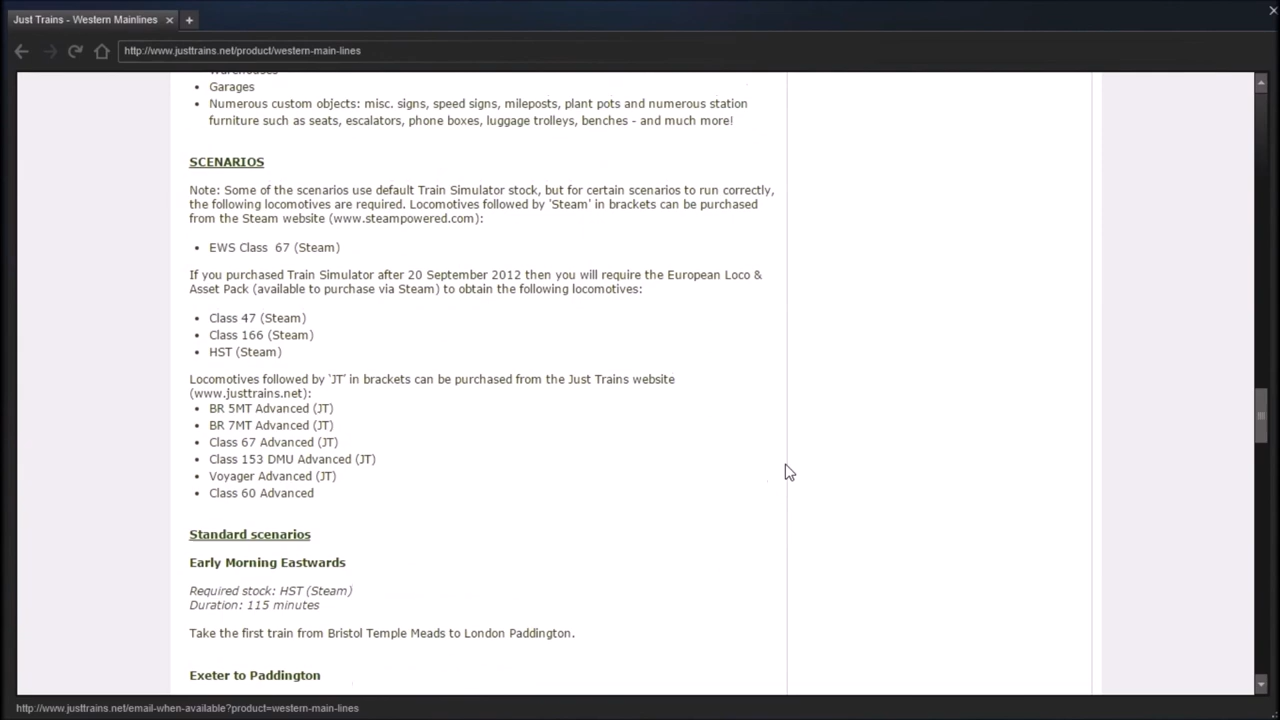 Just Trains - Western Mainlines
http://www.justtrains.net/product/western-main-lines
Warehouses
• Garages
• Numerous custom objects: misc. signs, speed signs, mileposts, plant pots and numerous station
furniture such as seats, escalators, phone boxes, luggage trolleys, benches - and much more!
SCENARIOS
Note: Some of the scenarios use default Train Simulator stock, but for certain scenarios to run correctly,
the following locomotives are required. Locomotives followed by 'Steam' in brackets can be purchased
from the Steam website (www.steampowered.com):
• EWS Class  67 (Steam)
If you purchased Train Simulator after 20 September 2012 then you will require the European Loco &
Asset Pack (available to purchase via Steam) to obtain the following locomotives:
• Class 47 (Steam)
• Class 166 (Steam)
• HST (Steam)
Locomotives followed by 'JT' in brackets can be purchased from the Just Trains website
(www.justtrains.net):
• BR 5MT Advanced (JT)
• BR 7MT Advanced (JT)
• Class 67 Advanced (JT)
• Class 153 DMU Advanced (JT)
• Voyager Advanced (JT)
• Class 60 Advanced
Standard scenarios
Early Morning Eastwards
Required stock: HST (Steam)
Duration: 115 minutes
Take the first train from Bristol Temple Meads to London Paddington.
Exeter to Paddington
http://www.justtrains.net/email-when-available?product=western-main-lines